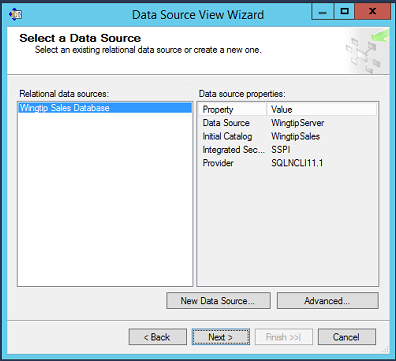 Data Source View Wizard
Select a Data Source
Select an existing relational data source or create a new one.
Relational data sources:
Wingtip Sales Database
Data source properties:
Property Value
Data Source WingtipServer
Initial Catalog WingtipSales
Integrated Sec... SSPI
Provider SQLNCLI11.1
New Data Source...
Advanced...
< Back
Next >
Finish >>|
Cancel